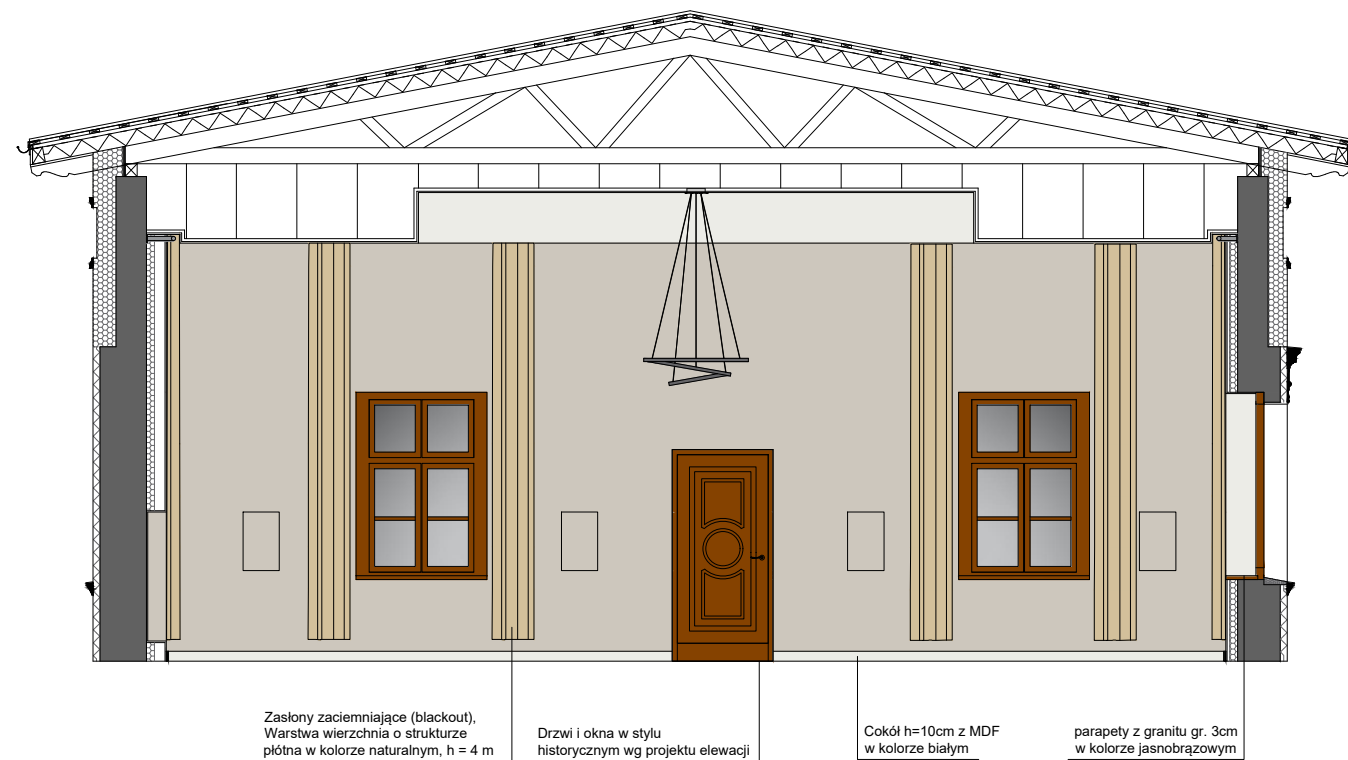 Zasłony zaciemniające (blackout),
Warstwa wierzchnia o strukturze
płótna w kolorze naturalnym, h = 4 m
Drzwi i okna w stylu
historycznym wg projektu elewacji
Cokół h=10cm z MDF
w kolorze białym
parapety z granitu gr. 3cm
w kolorze jasnobrązowym